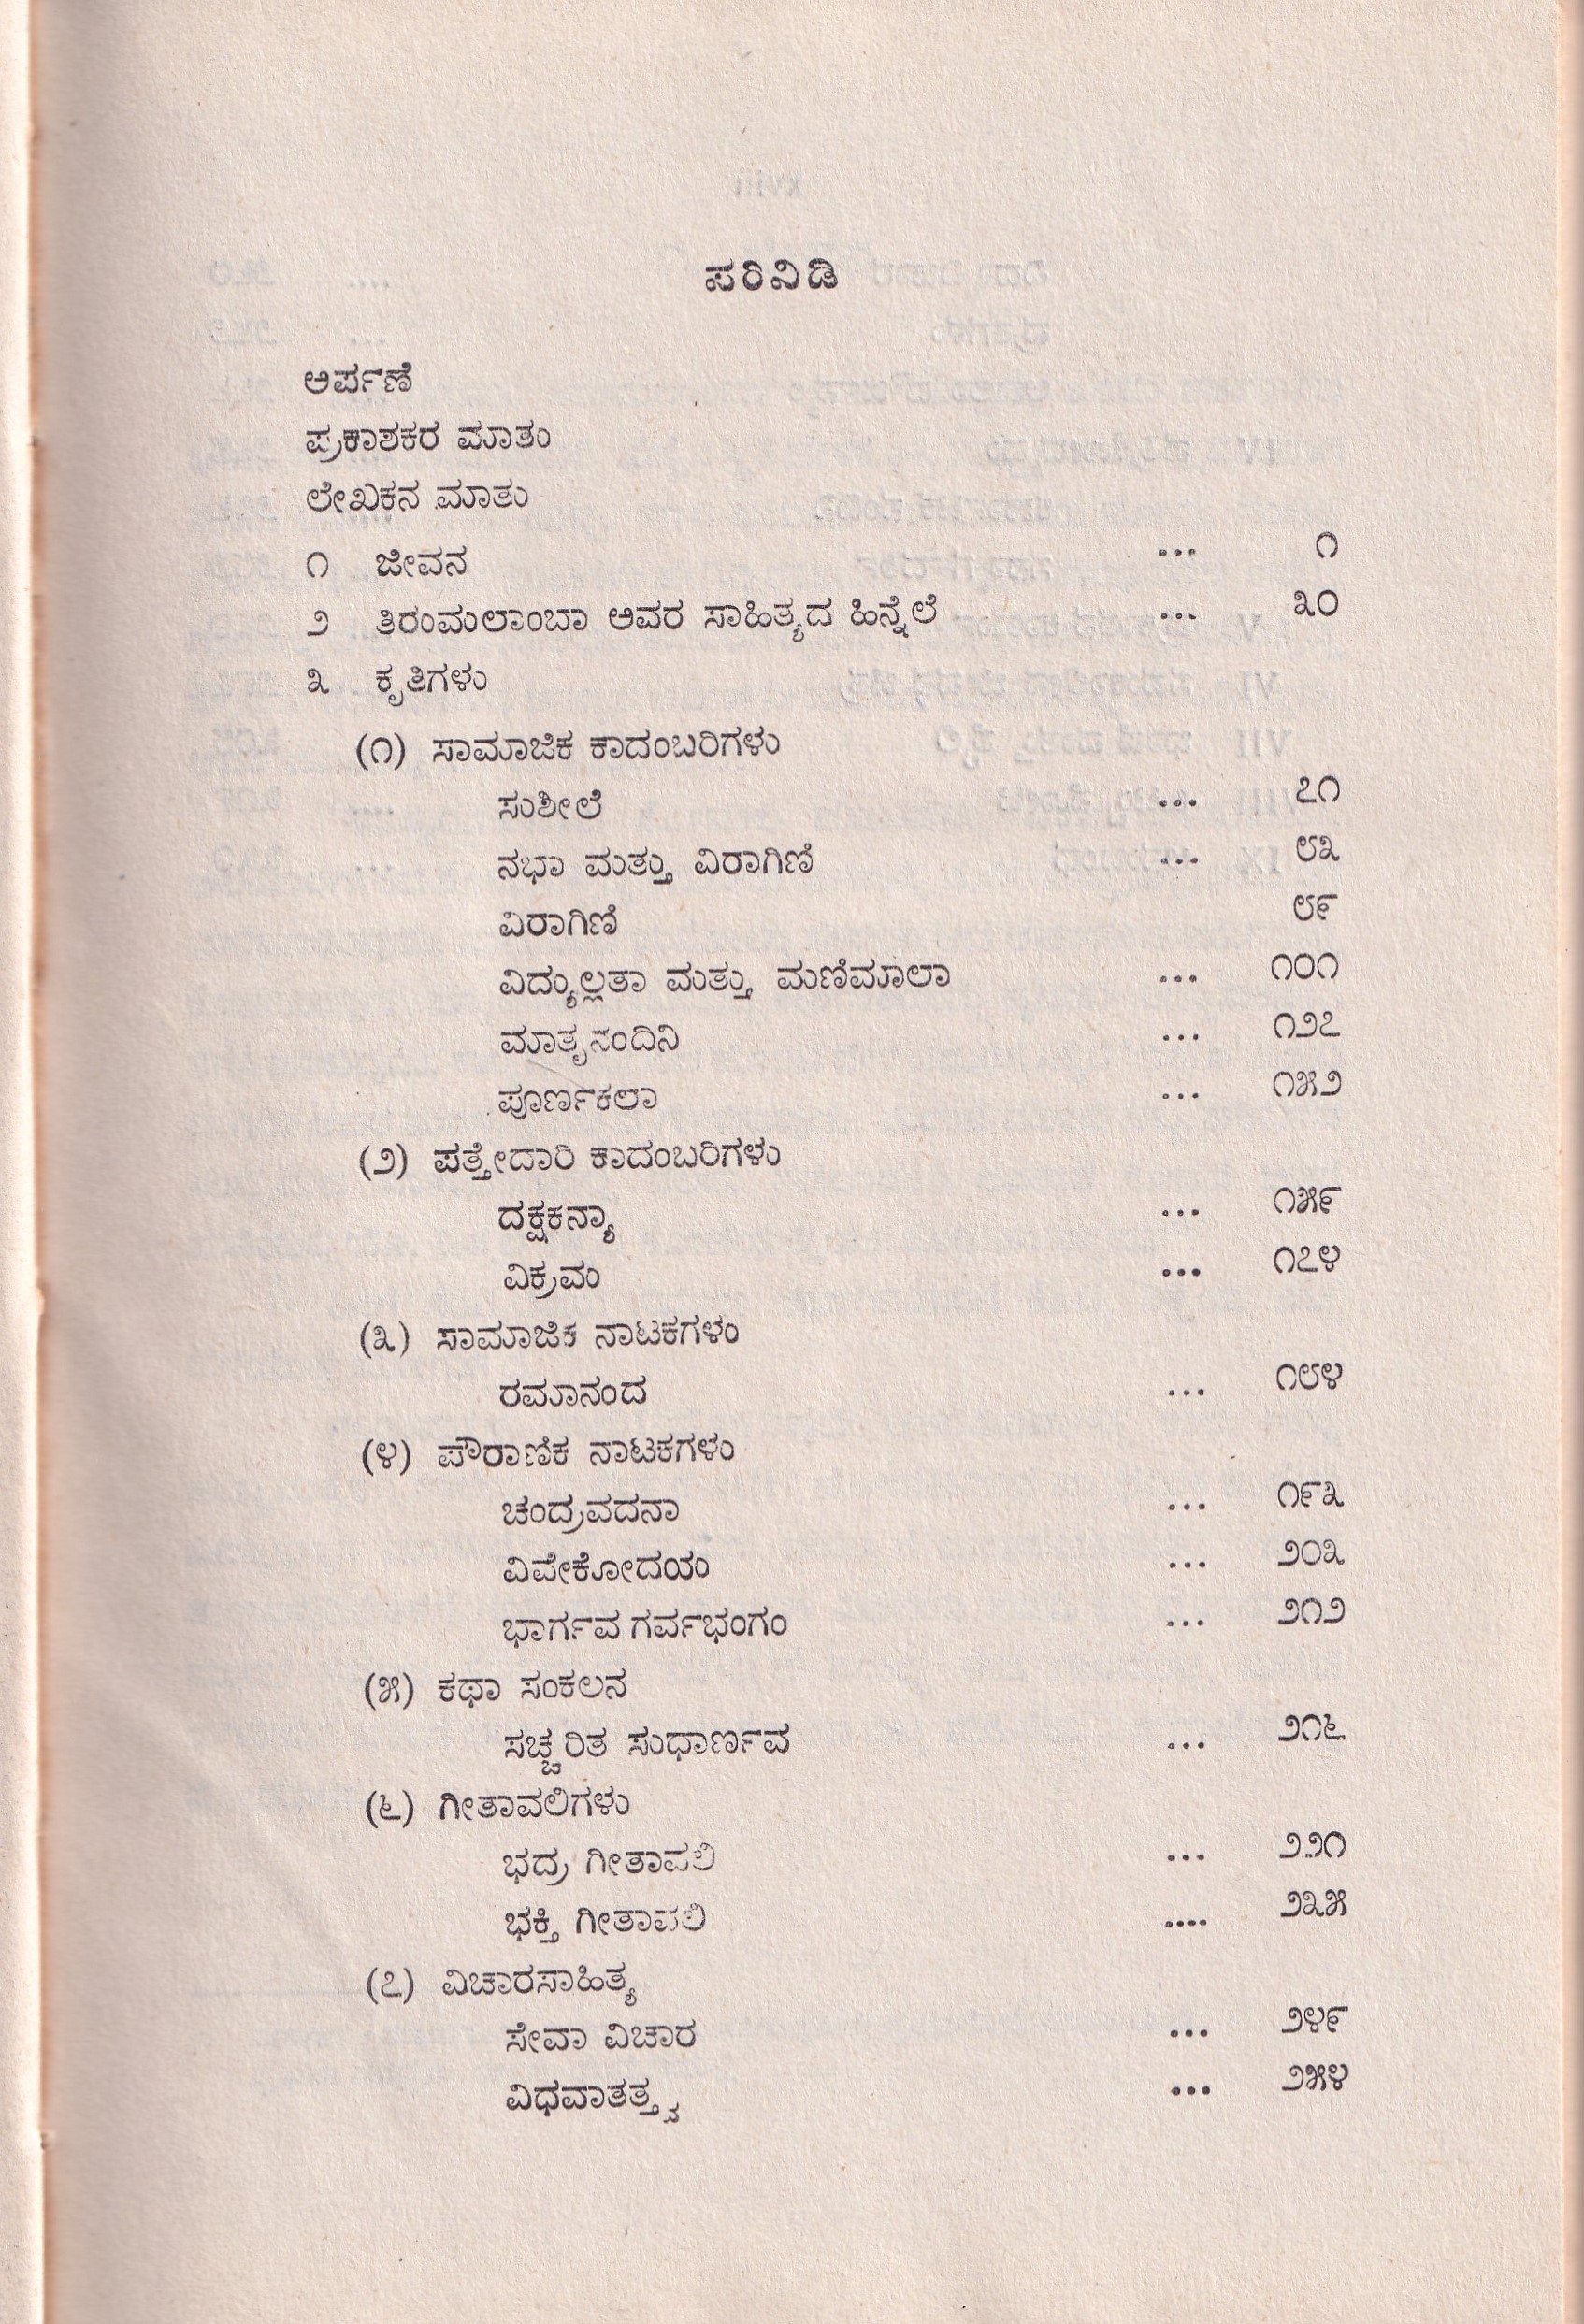 ಪರಿವಿಡಿ
ಅರ್ಪಣೆ
ಪ್ರಕಾಶಕರ ಮಾತು
ಲೇಖಕನ ಮಾತು
೧ ಜೀವನ ... ೧
೨ ತಿರುಮಲಾಂಬಾ ಅವರ ಸಾಹಿತ್ಯದ ಹಿನ್ನೆಲೆ ... ೩೦
೩ ಕೃತಿಗಳು
(೧) ಸಾಮಾಜಿಕ ಕಾದಂಬರಿಗಳು
ಸುಶೀಲೆ ... ೭೧
ನಭಾ ಮತ್ತು ವಿರಾಗಿಣಿ ... ೮೩
ವಿರಾಗಿಣಿ ೮೯
ವಿದ್ಯುಲ್ಲತಾ ಮತ್ತು ಮಣಿಮಾಲಾ ... ೧೦೧
ಮಾತೃನಂದಿನಿ ... ೧೨೭
ಪೂರ್ಣಕಲಾ ... ೧೫೨
(೨) ಪತ್ತೇದಾರಿ ಕಾದಂಬರಿಗಳು
ದಕ್ಷಕನ್ಯಾ ... ೧೫೯
ವಿಕ್ರಮ ... ೧೭೪
(೩) ಸಾಮಾಜಿಕ ನಾಟಕಗಳು
ರಮಾನಂದ ... ೧೮೪
(೪) ಪೌರಾಣಿಕ ನಾಟಕಗಳು
ಚಂದ್ರವದನಾ ... ೧೯೩
ವಿವೇಕೋದಯ ... ೨೦೩
ಭಾರ್ಗವ ಗರ್ವಭಂಗಂ ... ೨೧೨
(೫) ಕಥಾ ಸಂಕಲನ
ಸಚ್ಚರಿತ ಸುಧಾರ್ಣವ ... ೨೧೬
(೬) ಗೀತಾವಲಿಗಳು
ಭದ್ರ ಗೀತಾವಲಿ ... ೨೨೧
ಭಕ್ತಿ ಗೀತಾವಲಿ .... ೨೩೫
(೭) ವಿಚಾರಸಾಹಿತ್ಯ
ಸೇವಾ ವಿಚಾರ ... ೨೪೯
ವಿಧವಾತತ್ತ್ವ ... ೨೫೪